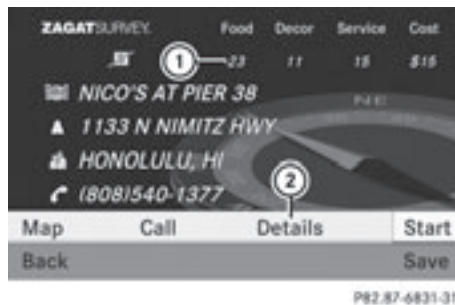 ZAGATSURVEY. Food Decor Service Cost
1 23 11 15 $15
NICO'S AT PIER 38
NE
1133 N NIMITZ HWY
HONOLULU, HI
(808)540-1377
2
Map Call Details Start
Back Save
P82.87-6831-31